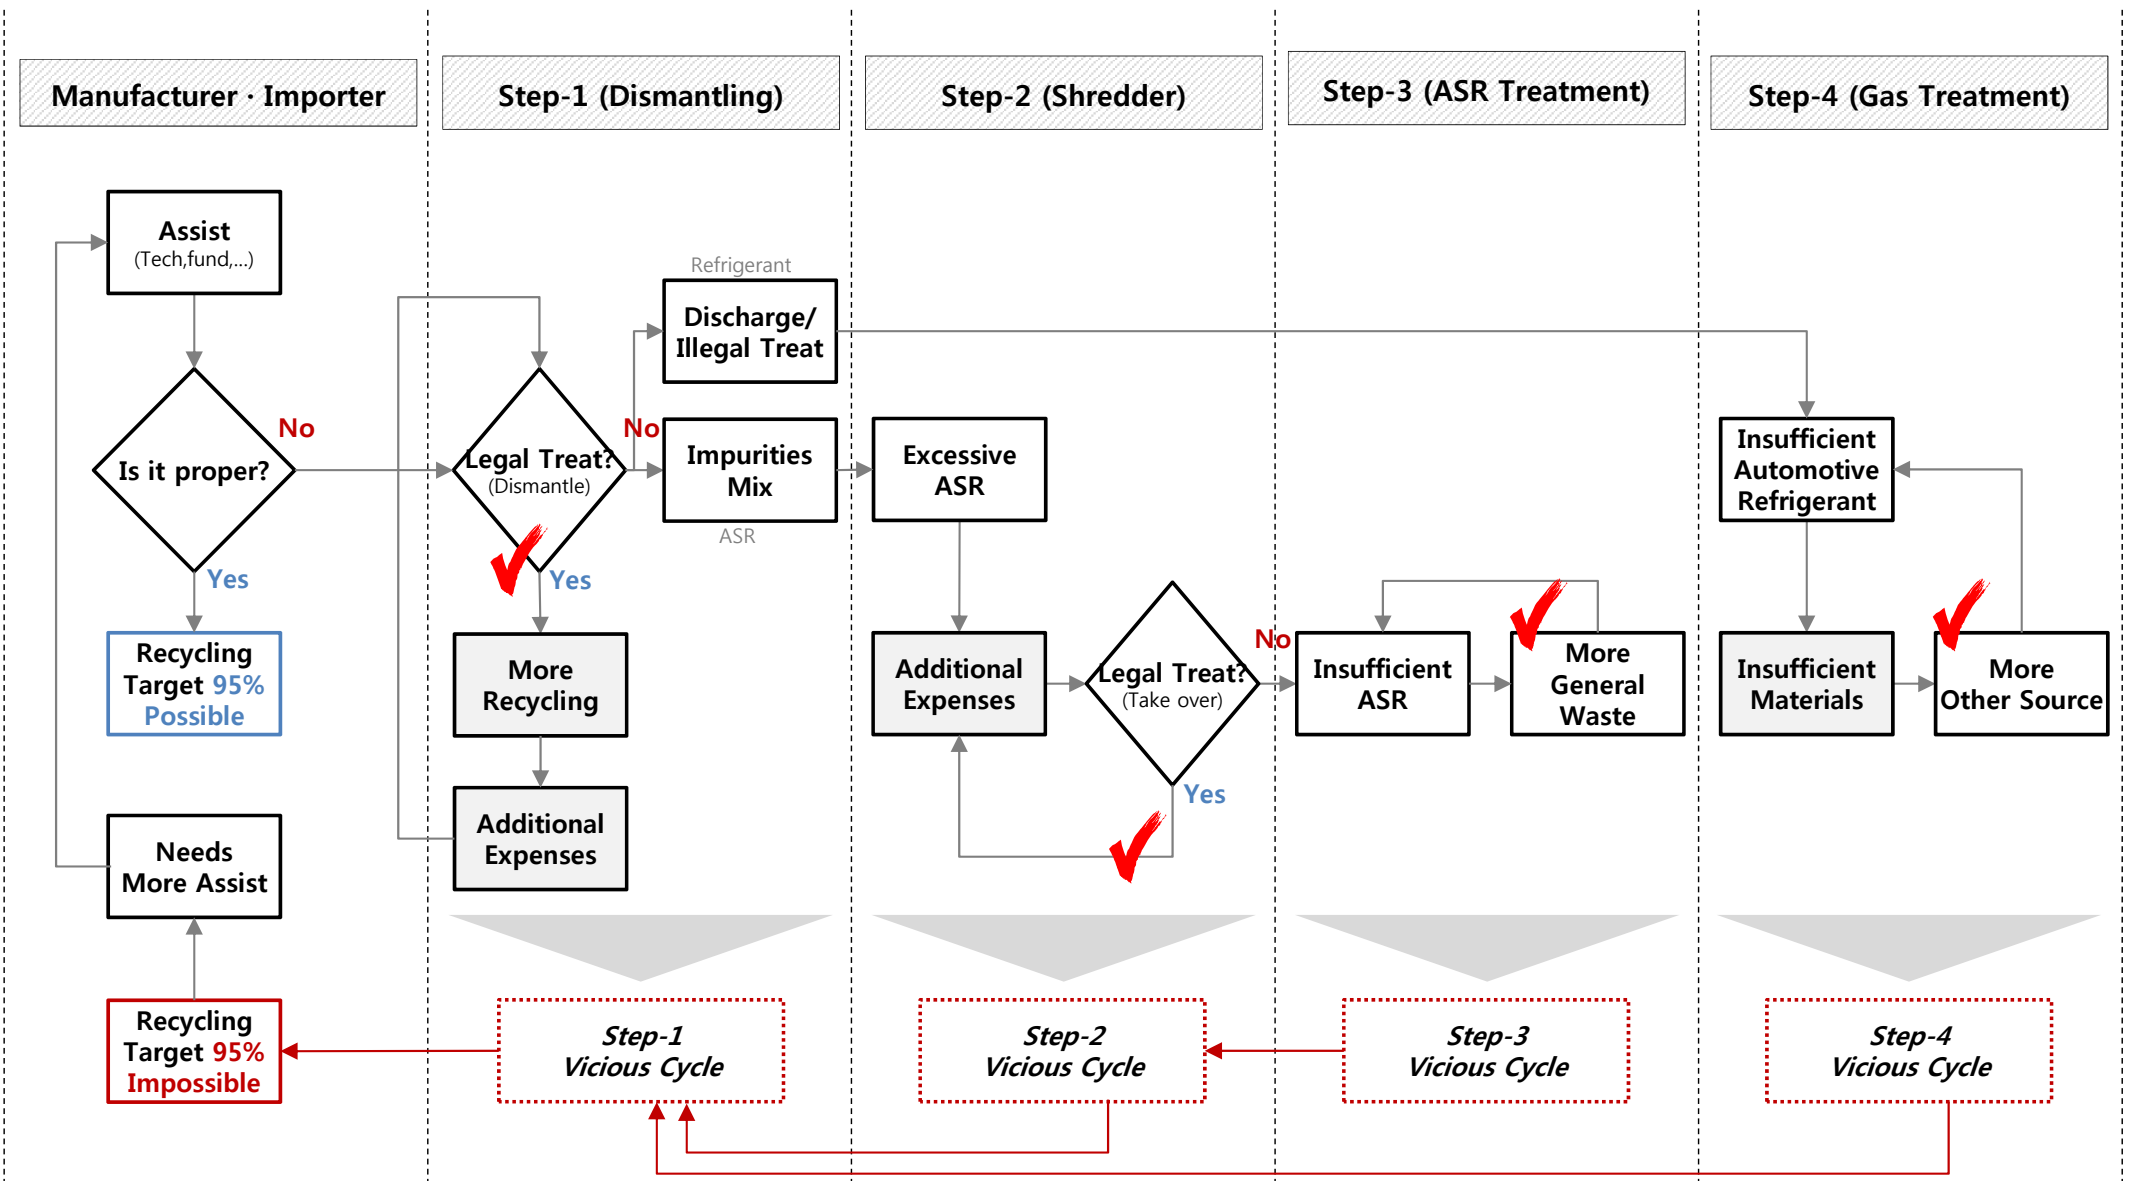 Manufacturer · Importer
Step-1 (Dismantling)
Step-2 (Shredder)
Step-3 (ASR Treatment)
Step-4 (Gas Treatment)
Assist
(Tech,fund,...)
Is it proper?
No
Yes
Recycling
Target 95%
Possible
Needs
More Assist
Recycling
Target 95%
Impossible
Legal Treat?
(Dismantle)
No
Yes
Refrigerant
Discharge/
Illegal Treat
Impurities
Mix
ASR
More
Recycling
Additional
Expenses
Step-1
Vicious Cycle
Excessive
ASR
Additional
Expenses
Legal Treat?
(Take over)
No
Yes
Step-2
Vicious Cycle
Insufficient
ASR
More
General
Waste
Step-3
Vicious Cycle
Insufficient
Automotive
Refrigerant
Insufficient
Materials
More
Other Source
Step-4
Vicious Cycle